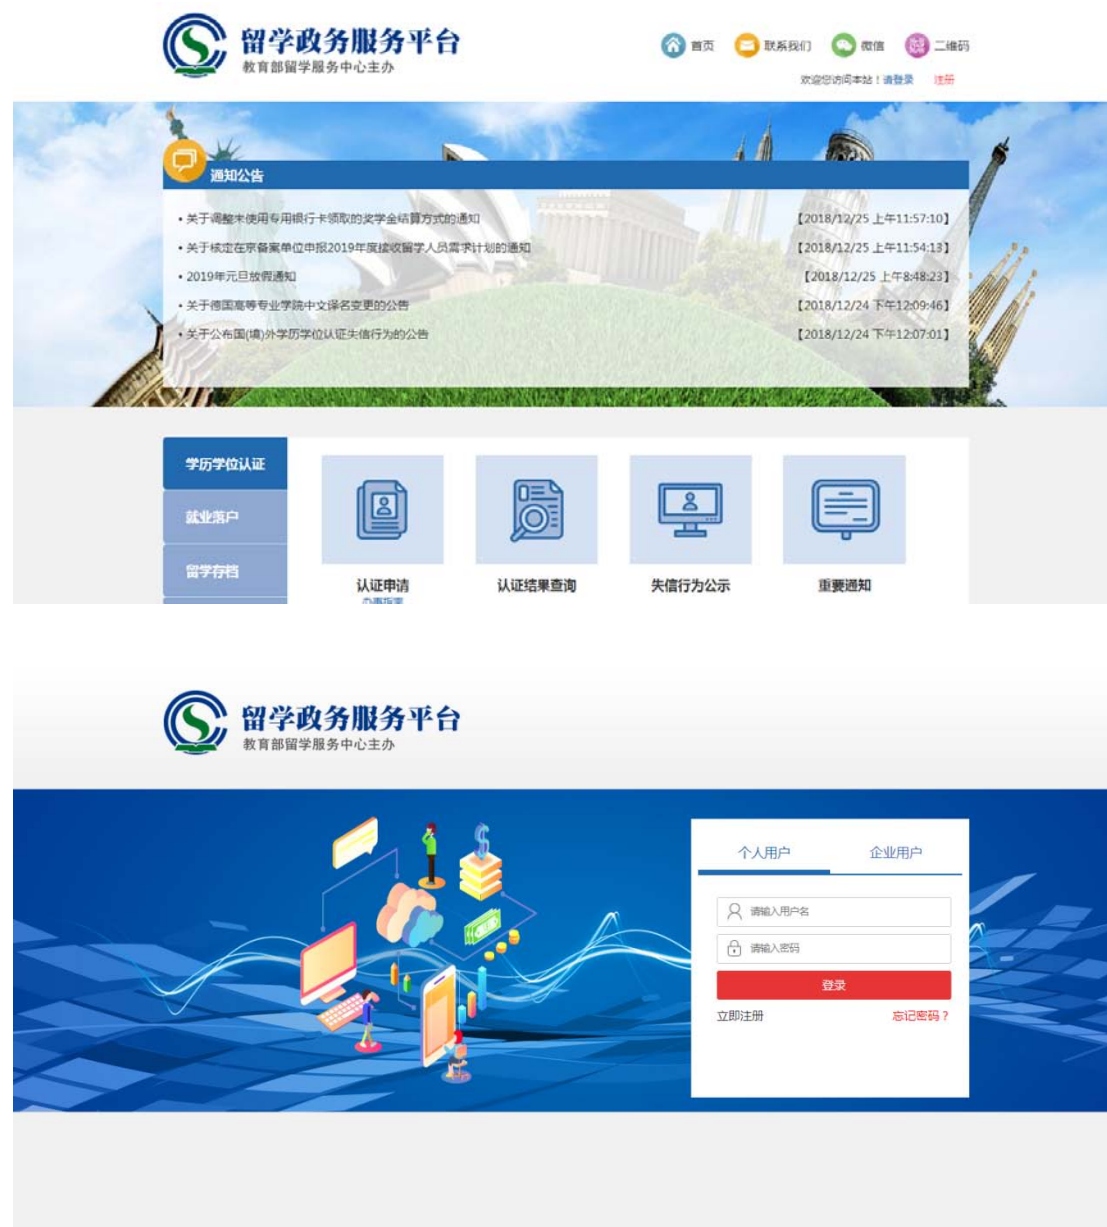 留学政务服务平台
教育部留学服务中心主办
首页 联系我们 微信 二维码
欢迎您访问本站！请登录 注册
通知公告
• 关于调整未使用专用银行卡领取的奖学金结算方式的通知 【2018/12/25 上午11:57:10】
• 关于核定在京备案单位申报2019年度接收留学人员需求计划的通知 【2018/12/25 上午11:54:13】
• 2019年元旦放假通知 【2018/12/25 上午8:48:23】
• 关于德国高等专业学院中文译名变更的公告 【2018/12/24 下午12:09:46】
• 关于公布国(境)外学历学位认证失信行为的公告 【2018/12/24 下午12:07:01】
学历学位认证
就业落户
留学存档
认证申请 认证结果查询 失信行为公示 重要通知
办事指南
留学政务服务平台
教育部留学服务中心主办
个人用户 企业用户
请输入用户名
请输入密码
登录
立即注册 忘记密码？